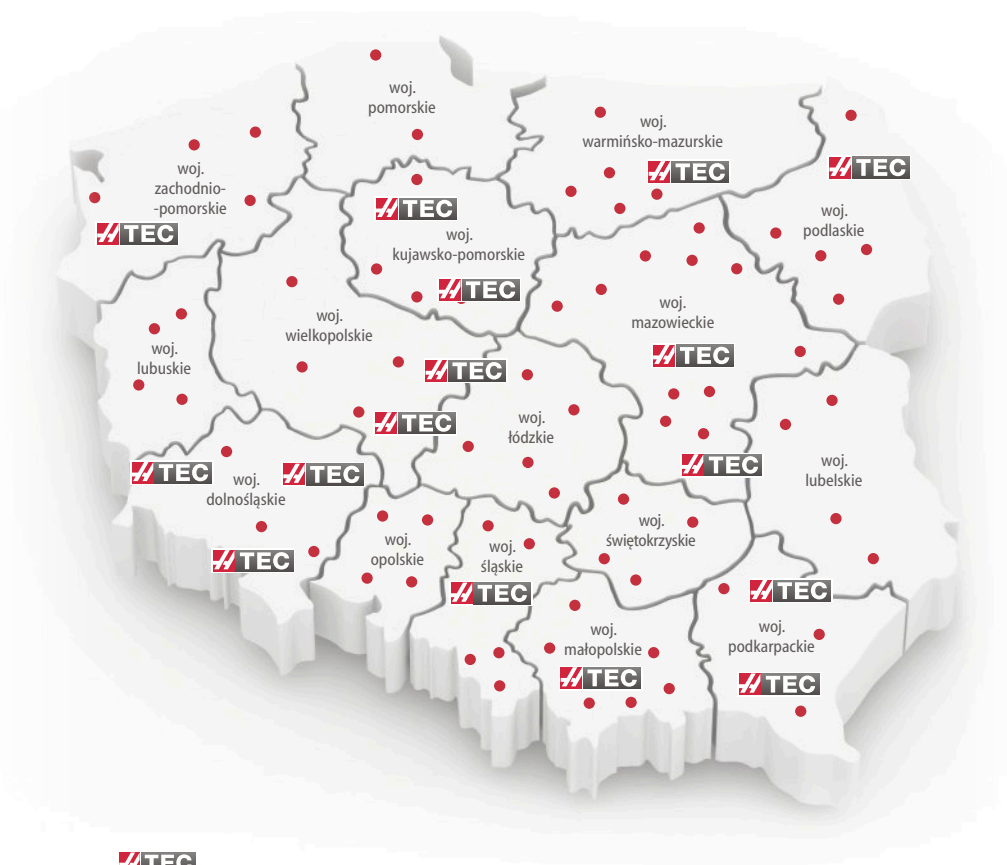 woj.
pomorskie
woj.
warmińsko-mazurskie
TEC
TEC
woj.
zachodnio-
-pomorskie
TEC
TEC
woj.
kujawsko-pomorskie
TEC
woj.
podlaskie
woj.
wielkopolskie
woj.
mazowieckie
TEC
woj.
lubuskie
TEC
TEC
woj.
łódzkie
TEC
woj.
dolnośląskie
TEC
TEC
woj.
lubelskie
TEC
woj.
opolskie
woj.
śląskie
TEC
woj.
świętokrzyskie
TEC
woj.
małopolskie
TEC
woj.
podkarpackie
TEC
TEC